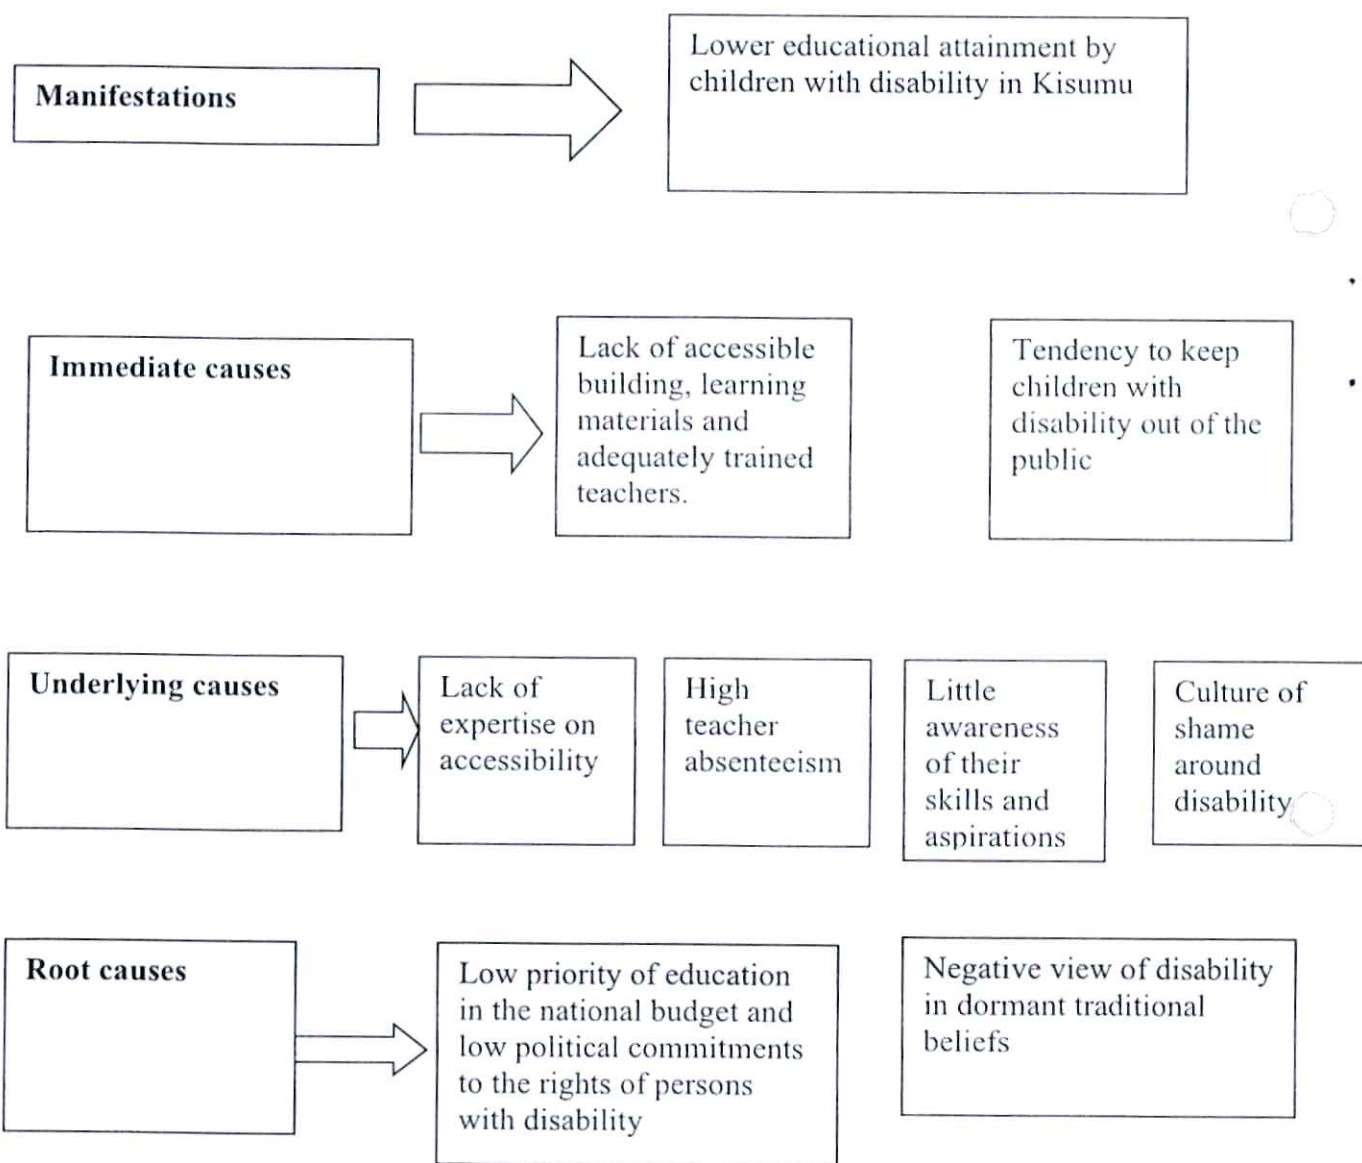 Manifestations
Lower educational attainment by
children with disability in Kisumu
Immediate causes
Lack of accessible
building, learning
materials and
adequately trained
teachers.
Tendency to keep
children with
disability out of the
public
Underlying causes
Lack of
expertise on
accessibility
High
teacher
absenteeism
Little
awareness
of their
skills and
aspirations
Culture of
shame
around
disability
Root causes
Low priority of education
in the national budget and
low political commitments
to the rights of persons
with disability
Negative view of disability
in dormant traditional
beliefs